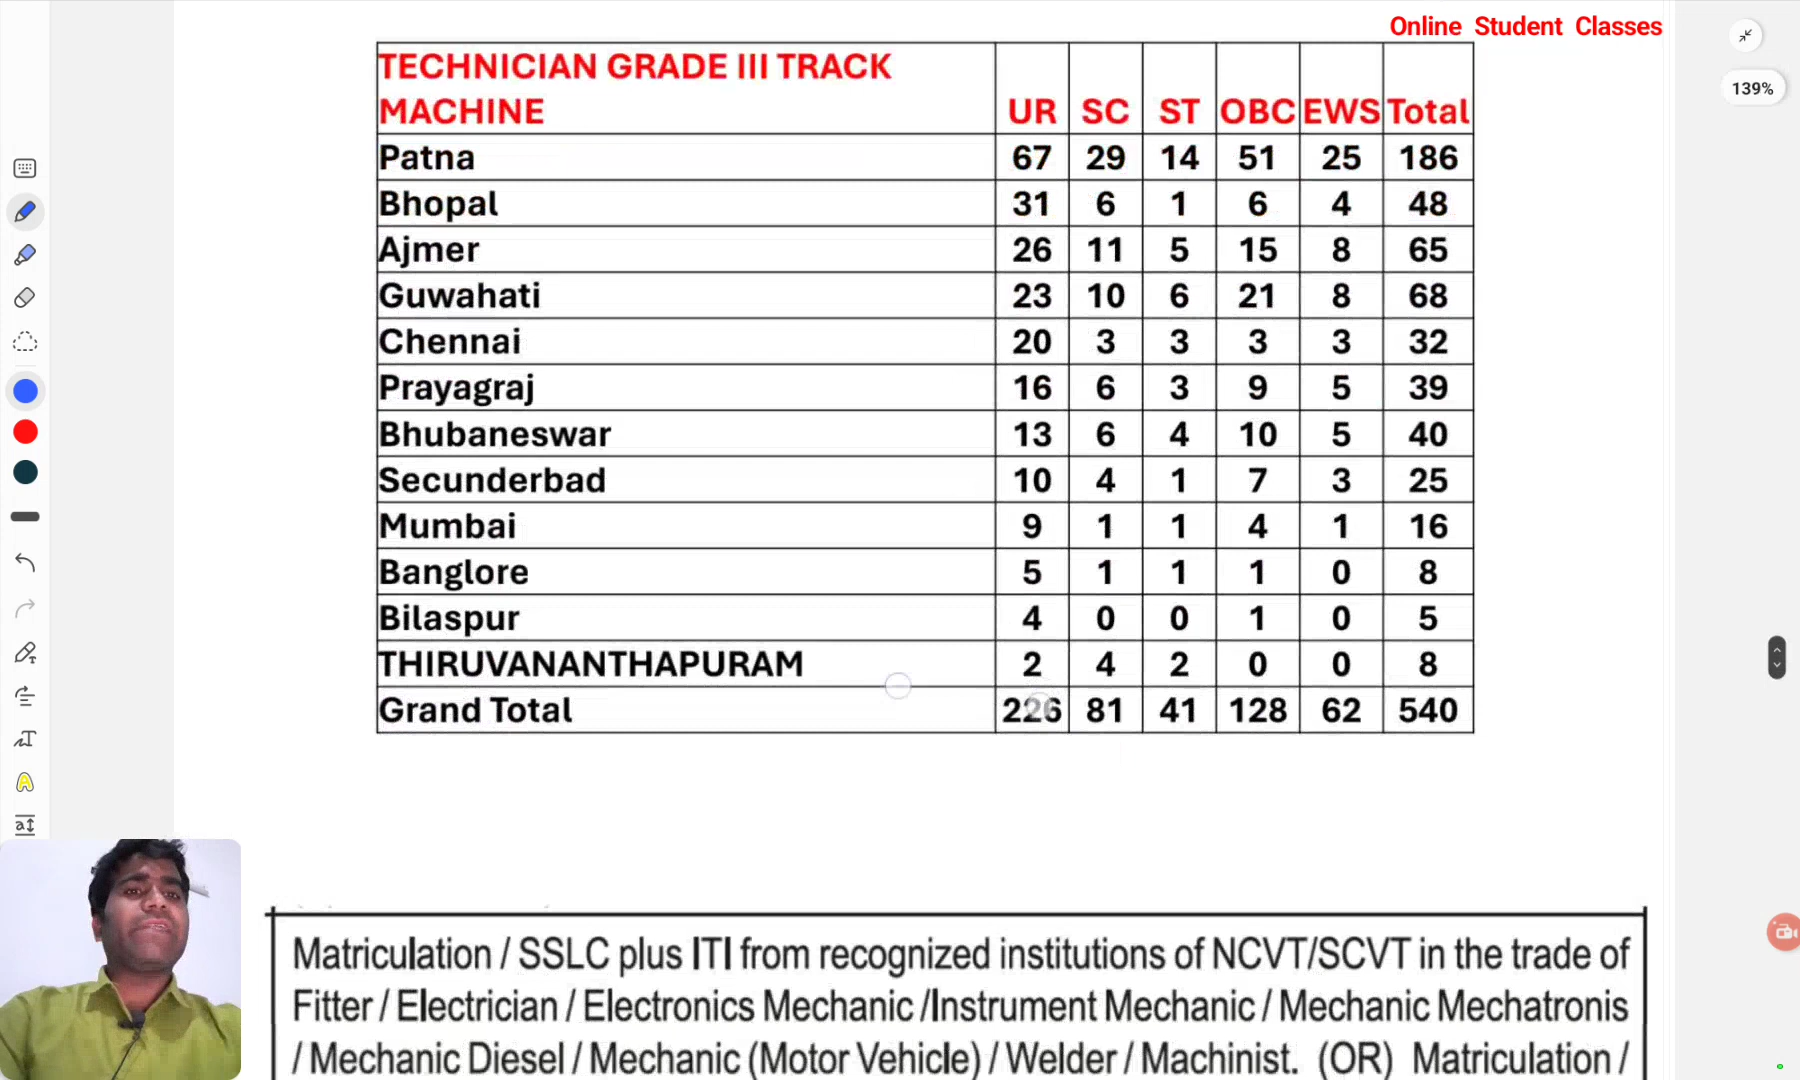 Online Student Classes
139%
TECHNICIAN GRADE III TRACK
MACHINE UR SC ST OBC EWS Total
Patna 67 29 14 51 25 186
Bhopal 31 6 1 6 4 48
Ajmer 26 11 5 15 8 65
Guwahati 23 10 6 21 8 68
Chennai 20 3 3 3 3 32
Prayagraj 16 6 3 9 5 39
Bhubaneswar 13 6 4 10 5 40
Secunderbad 10 4 1 7 3 25
Mumbai 9 1 1 4 1 16
Banglore 5 1 1 1 0 8
Bilaspur 4 0 0 1 0 5
THIRUVANANTHAPURAM 2 4 2 0 0 8
Grand Total 226 81 41 128 62 540
Matriculation / SSLC plus ITI from recognized institutions of NCVT/SCVT in the trade of
Fitter / Electrician / Electronics Mechanic /Instrument Mechanic / Mechanic Mechatronis
/ Mechanic Diesel / Mechanic (Motor Vehicle) / Welder / Machinist. (OR) Matriculation /